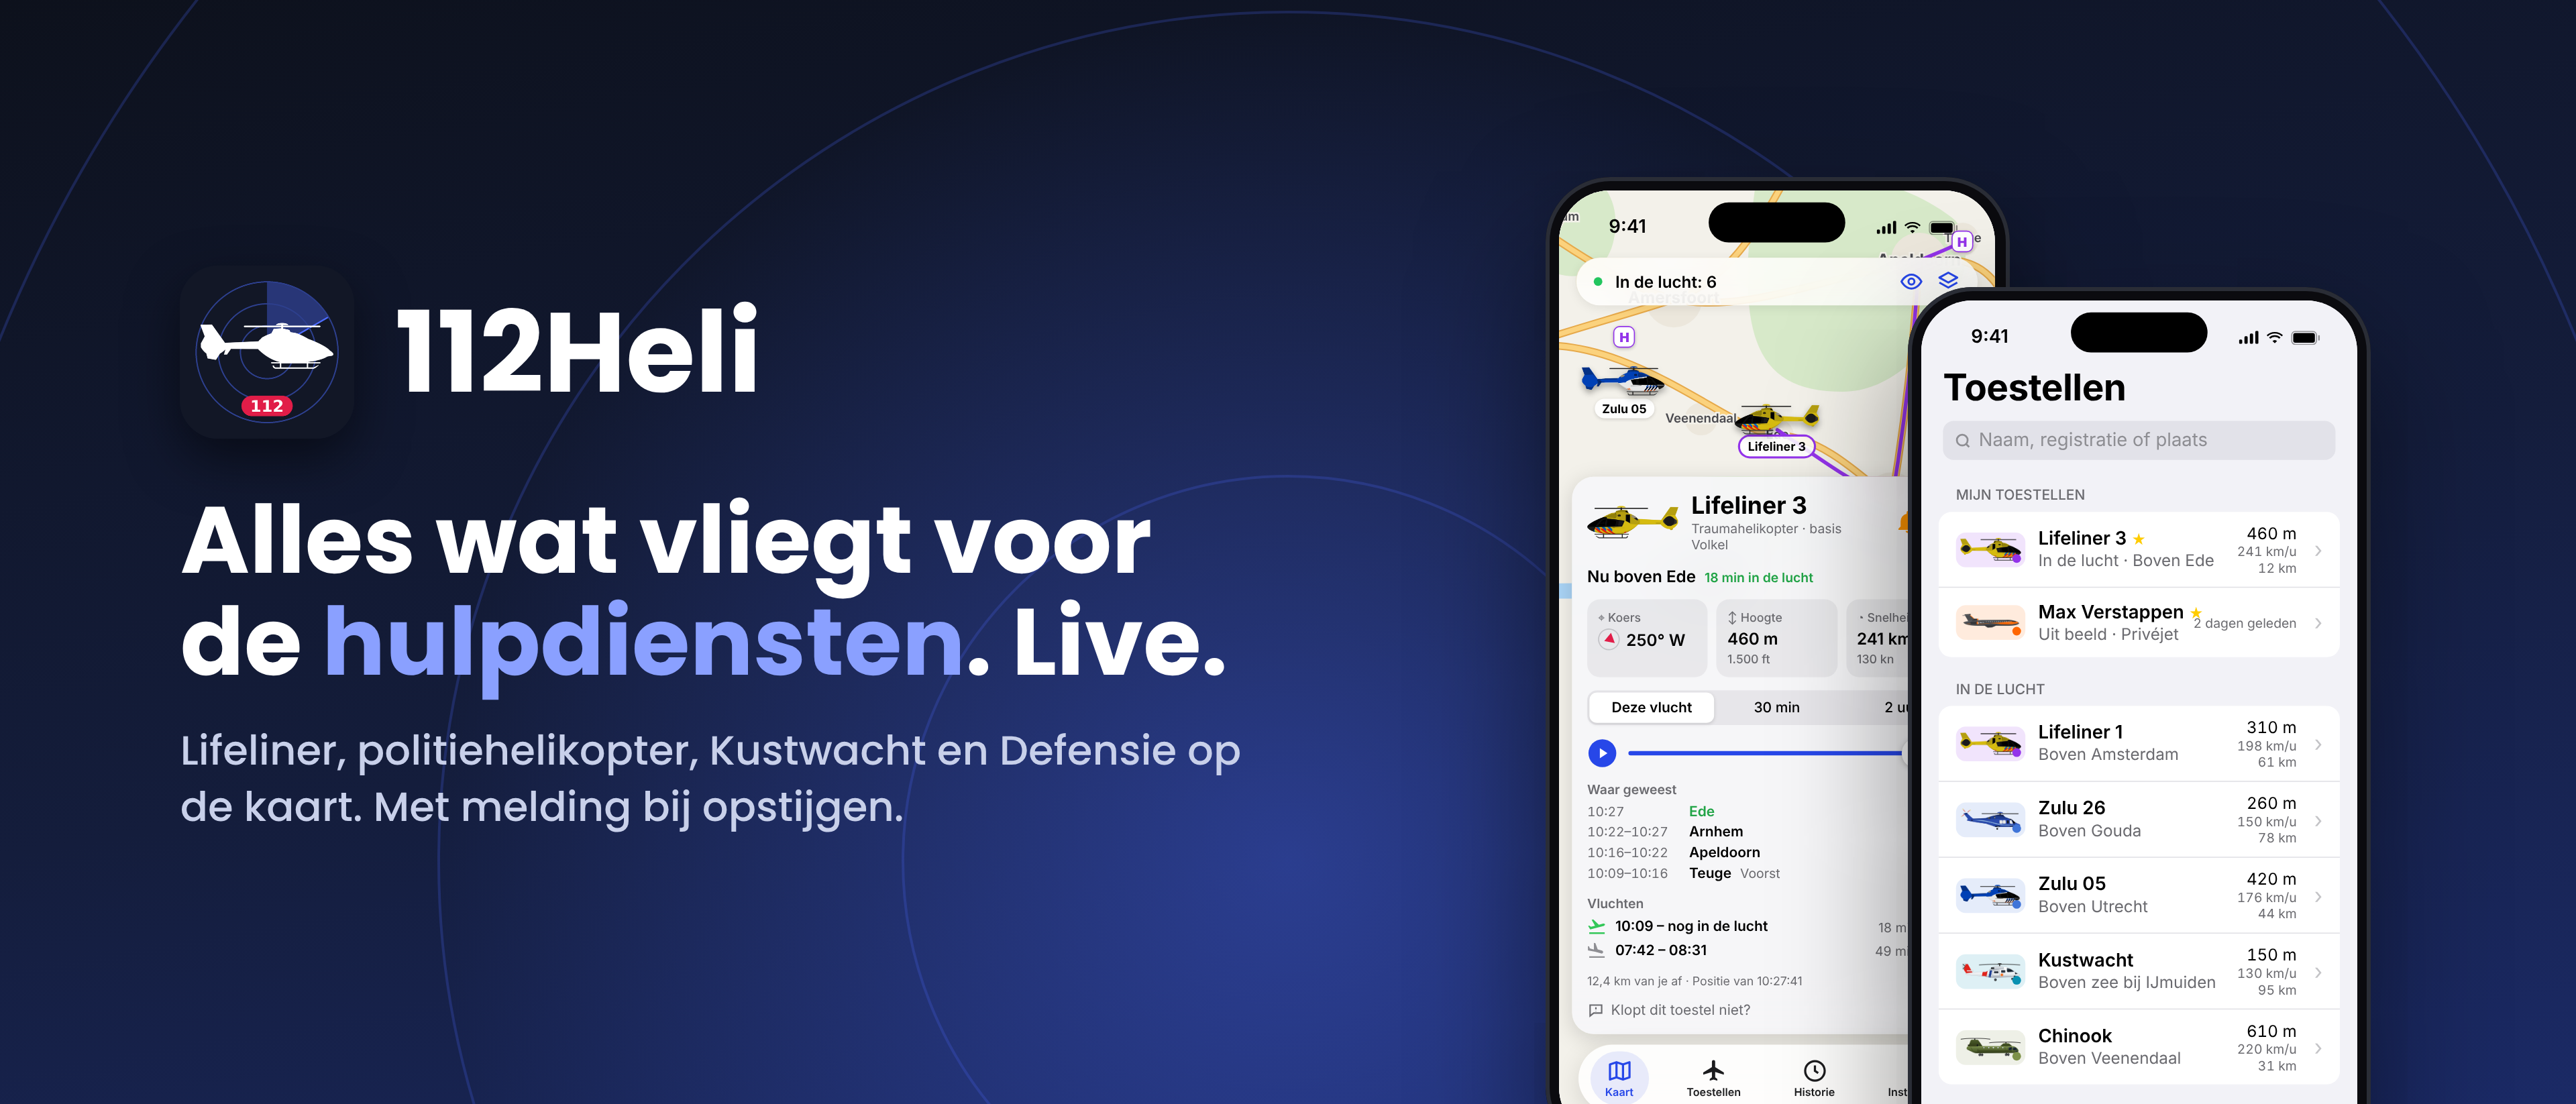 112
112Heli
Alles wat vliegt voor
de hulpdiensten. Live.
Lifeliner, politiehelikopter, Kustwacht en Defensie op
de kaart. Met melding bij opstijgen.
9:41
H
In de lucht: 6
Amersfoort
H
Zulu 05
Veenendaal
Lifeliner 3
Lifeliner 3
Traumahelikopter · basis
Volkel
Nu boven Ede 18 min in de lucht
Koers
250° W
Hoogte
460 m
1.500 ft
241 km
130 kn
Deze vlucht
30 min
Waar geweest
10:27 Ede
10:22–10:27 Arnhem
10:16–10:22 Apeldoorn
10:09–10:16 Teuge Voorst
Vluchten
10:09 – nog in de lucht 18 m
07:42 – 08:31 49 m
12,4 km van je af · Positie van 10:27:41
Klopt dit toestel niet?
Kaart
Toestellen
Historie
9:41
Toestellen
Naam, registratie of plaats
MIJN TOESTELLEN
Lifeliner 3
In de lucht · Boven Ede
460 m
241 km/u
12 km
Max Verstappen
Uit beeld · Privéjet
2 dagen geleden
IN DE LUCHT
Lifeliner 1
Boven Amsterdam
310 m
198 km/u
61 km
Zulu 26
Boven Gouda
260 m
150 km/u
78 km
Zulu 05
Boven Utrecht
420 m
176 km/u
44 km
Kustwacht
Boven zee bij IJmuiden
150 m
130 km/u
95 km
Chinook
Boven Veenendaal
610 m
220 km/u
31 km